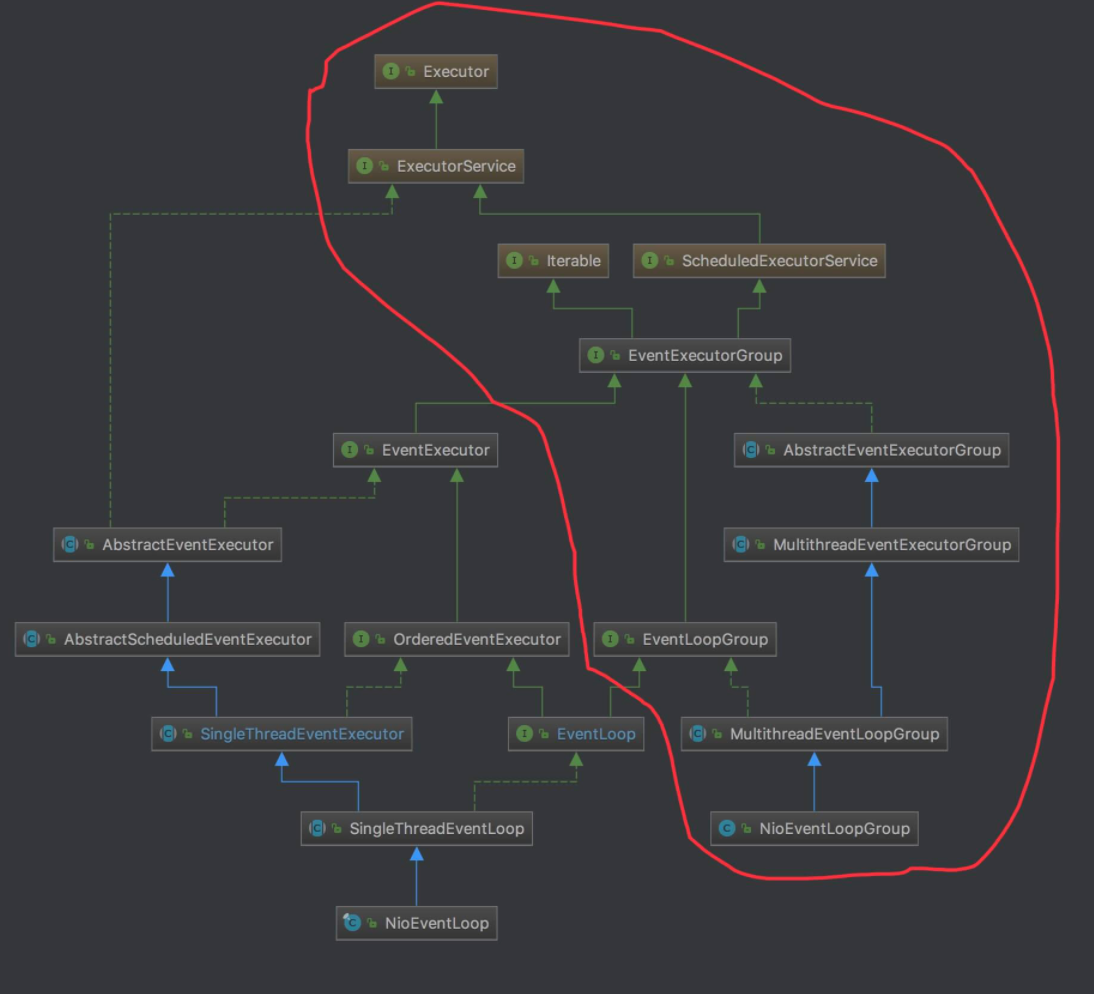 Executor
ExecutorService
Iterable
ScheduledExecutorService
EventExecutorGroup
EventExecutor
AbstractEventExecutorGroup
AbstractEventExecutor
MultithreadEventExecutorGroup
AbstractScheduledEventExecutor
OrderedEventExecutor
EventLoopGroup
SingleThreadEventExecutor
EventLoop
MultithreadEventLoopGroup
SingleThreadEventLoop
NioEventLoopGroup
NioEventLoop